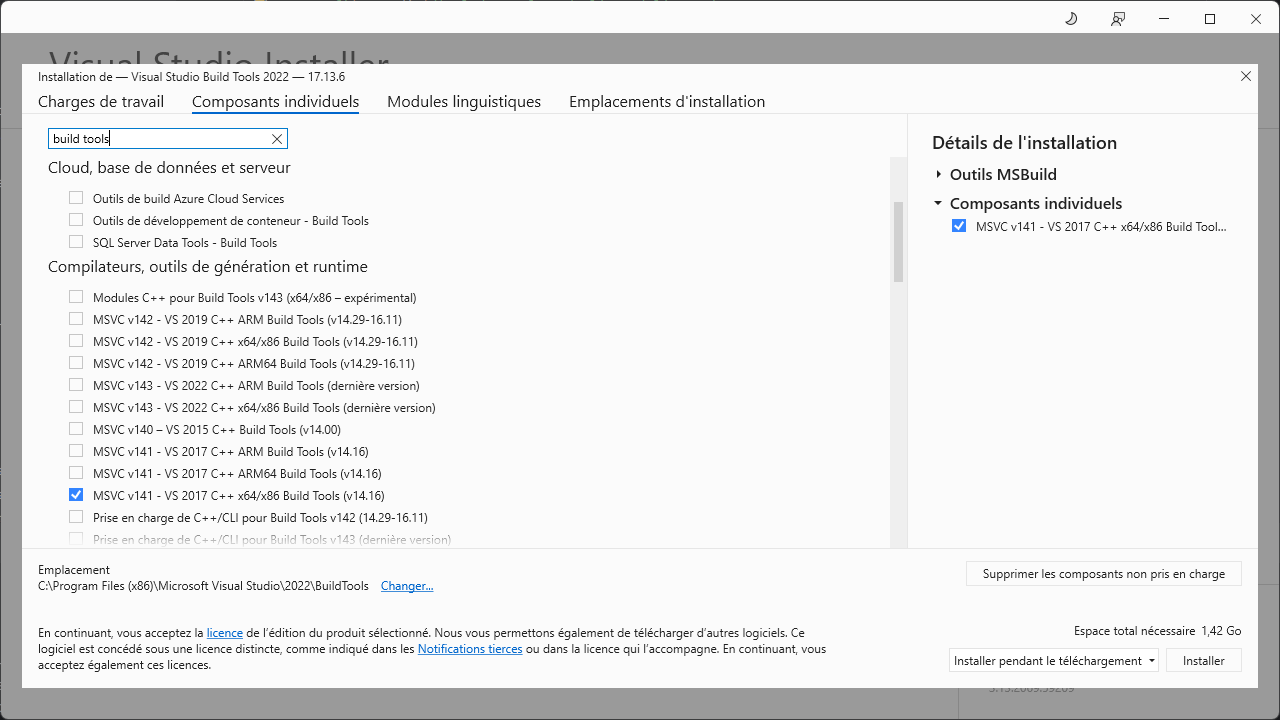 Visual Studio Installer
Installation de — Visual Studio Build Tools 2022 — 17.13.6
Charges de travail
Composants individuels
Modules linguistiques
Emplacements d'installation
build tools
Cloud, base de données et serveur
Outils de build Azure Cloud Services
Outils de développement de conteneur - Build Tools
SQL Server Data Tools - Build Tools
Compilateurs, outils de génération et runtime
Modules C++ pour Build Tools v143 (x64/x86 – expérimental)
MSVC v142 - VS 2019 C++ ARM Build Tools (v14.29-16.11)
MSVC v142 - VS 2019 C++ x64/x86 Build Tools (v14.29-16.11)
MSVC v142 - VS 2019 C++ ARM64 Build Tools (v14.29-16.11)
MSVC v143 - VS 2022 C++ ARM Build Tools (dernière version)
MSVC v143 - VS 2022 C++ x64/x86 Build Tools (dernière version)
MSVC v140 – VS 2015 C++ Build Tools (v14.00)
MSVC v141 - VS 2017 C++ ARM Build Tools (v14.16)
MSVC v141 - VS 2017 C++ ARM64 Build Tools (v14.16)
MSVC v141 - VS 2017 C++ x64/x86 Build Tools (v14.16)
Prise en charge de C++/CLI pour Build Tools v142 (14.29-16.11)
Prise en charge de C++/CLI pour Build Tools v143 (dernière version)
Détails de l'installation
Outils MSBuild
Composants individuels
MSVC v141 - VS 2017 C++ x64/x86 Build Tool...
Emplacement
C:\Program Files (x86)\Microsoft Visual Studio\2022\BuildTools Changer...
Supprimer les composants non pris en charge
En continuant, vous acceptez la licence de l’édition du produit sélectionné. Nous vous permettons également de télécharger d’autres logiciels. Ce
logiciel est concédé sous une licence distincte, comme indiqué dans les Notifications tierces ou dans la licence qui l’accompagne. En continuant, vous
acceptez également ces licences.
Espace total nécessaire 1,42 Go
Installer pendant le téléchargement
Installer